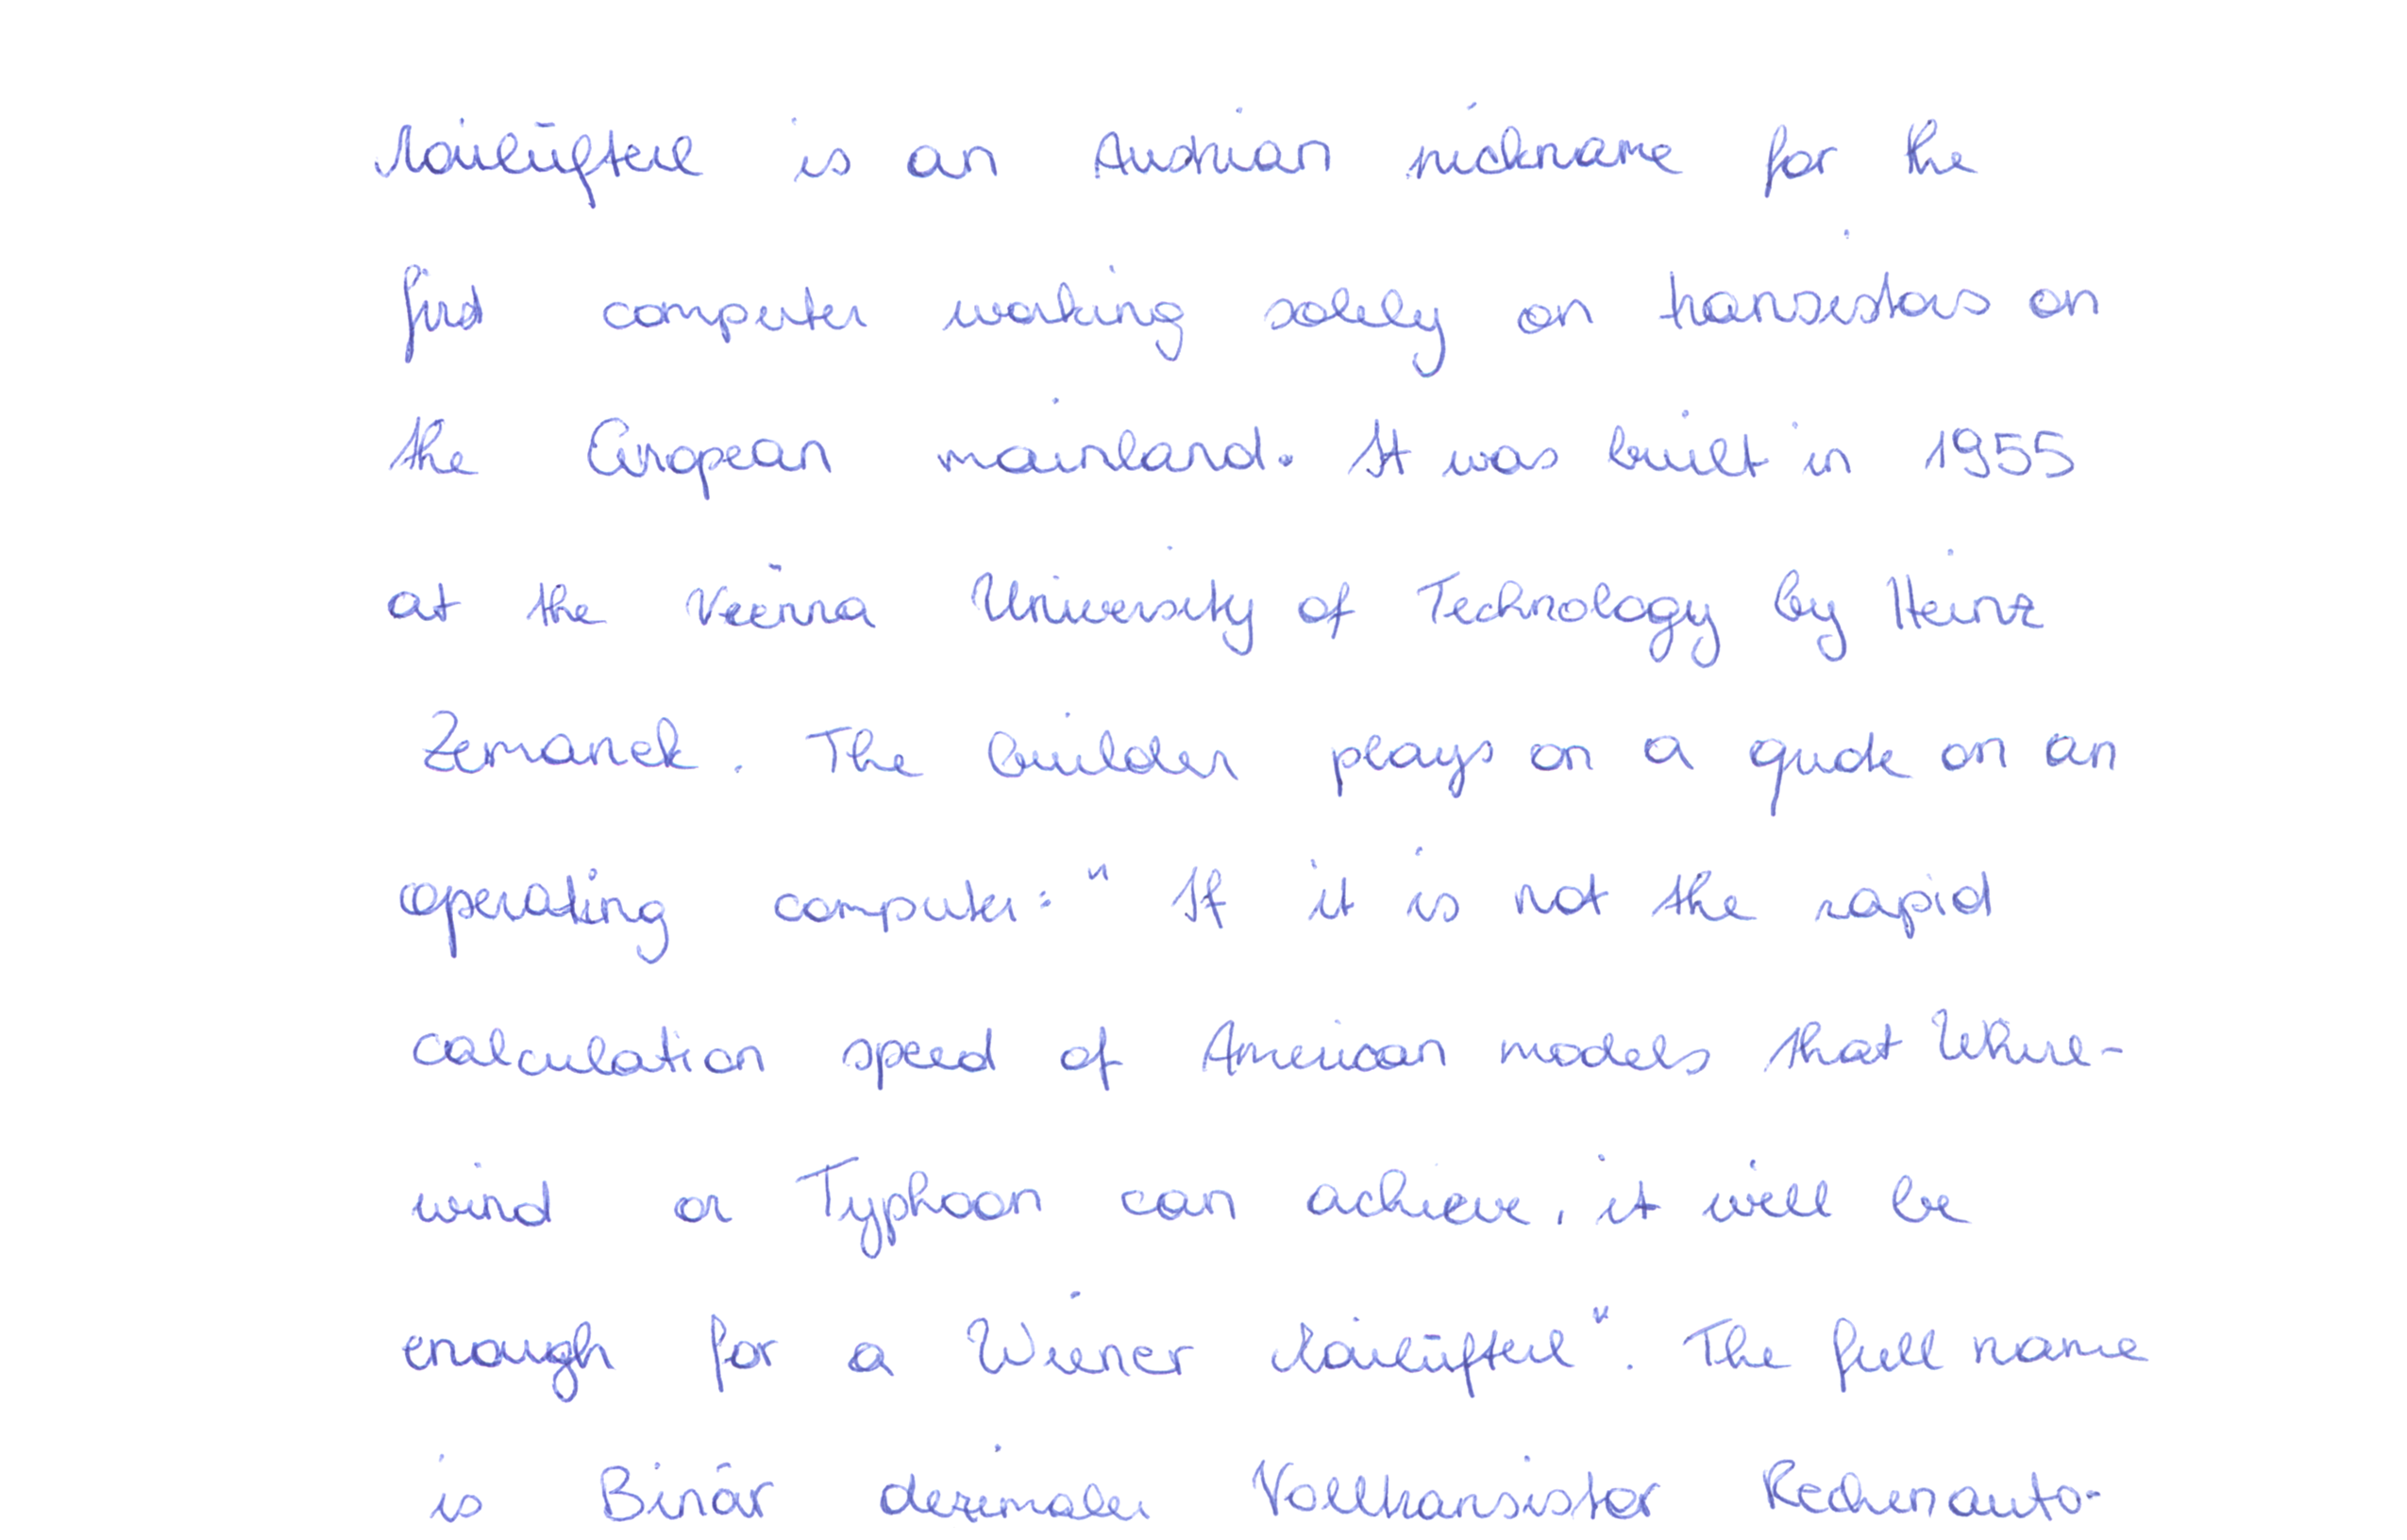 Mailüfterl is an Austrian nickname for the
first computer working solely on transistors on
the European mainland. It was built in 1955
at the Vienna University of Technology by Heinz
Zemanek. The builder plays on a quote on an
operating computer: " If it is not the rapid
calculation speed of American models that Whirl-
wind or Typhoon can achieve, it will be
enough for a Wiener Mailüfterl". The full name
is Binär dezimaler Volltransistor Rechenauto-